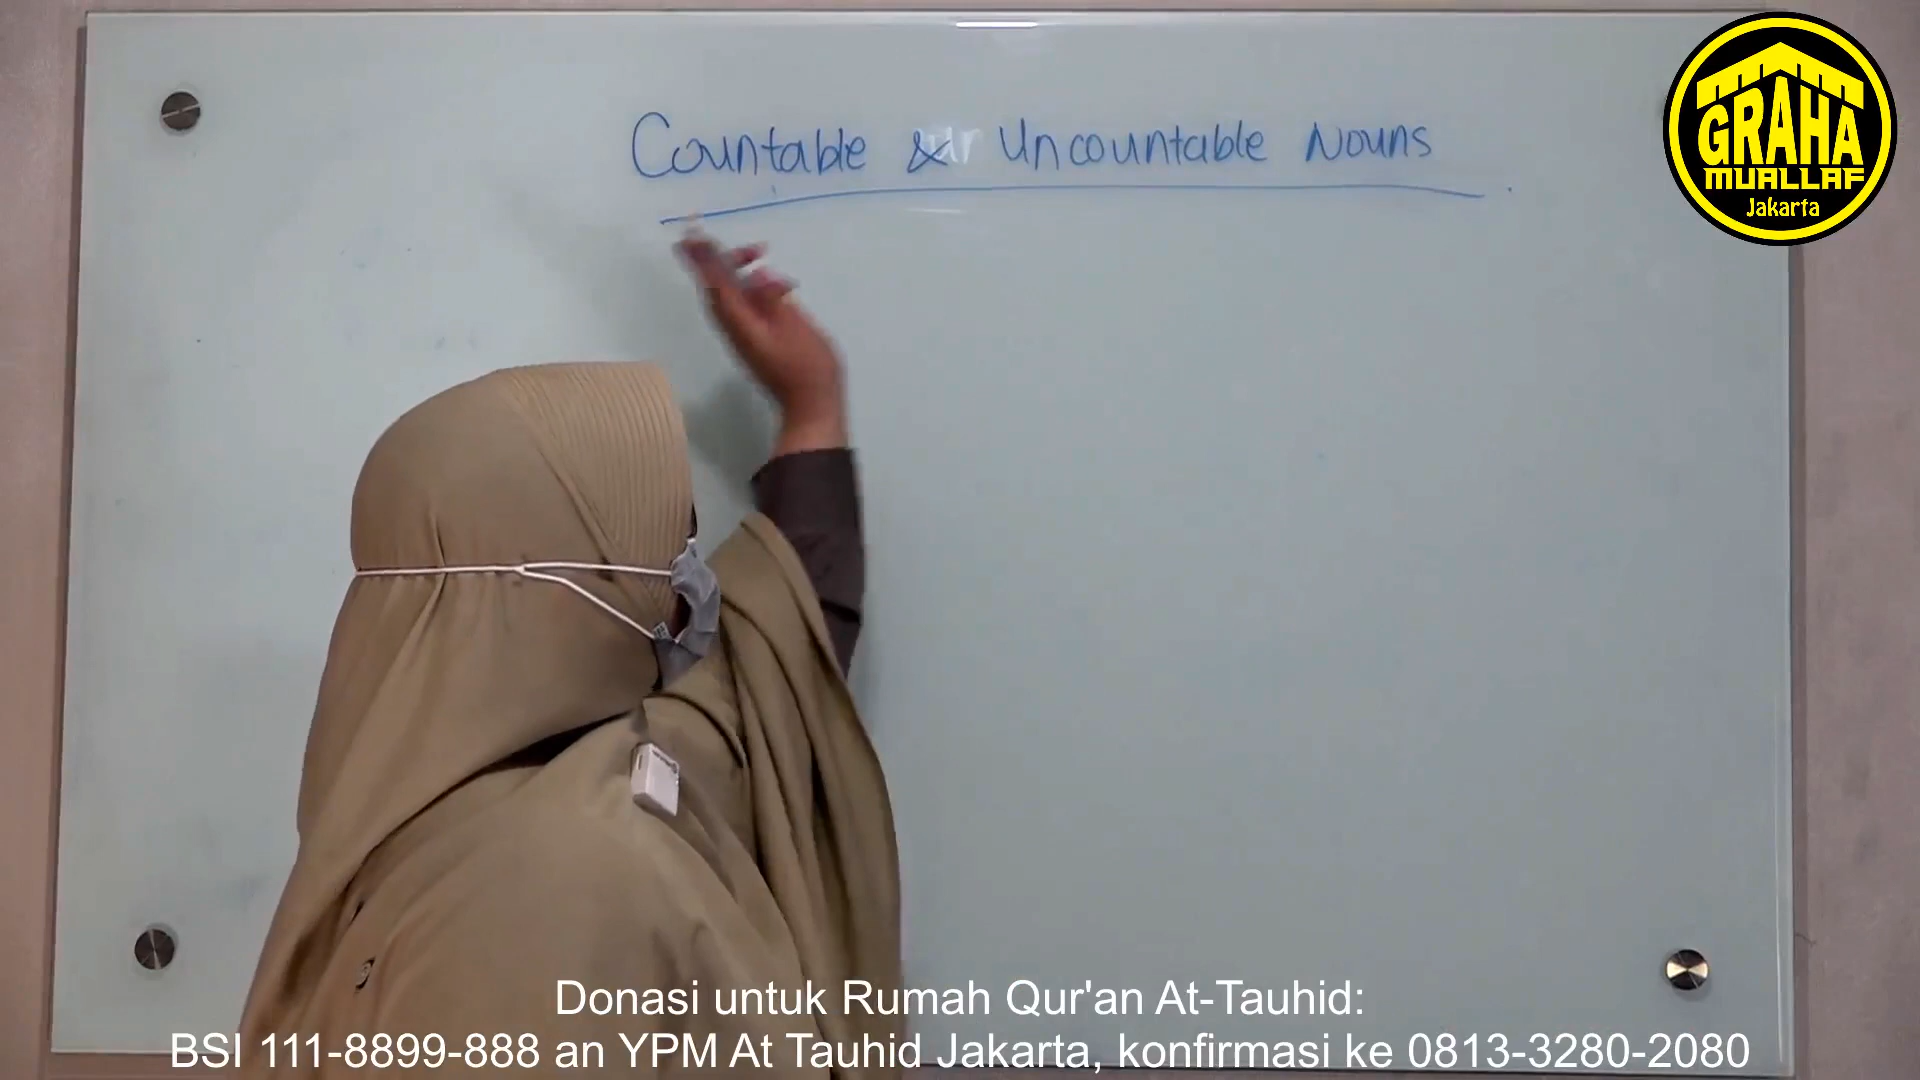 Countable & Uncountable Nouns
GRAHA
MUALLAF
Jakarta
Donasi untuk Rumah Qur'an At-Tauhid:
BSI 111-8899-888 an YPM At Tauhid Jakarta, konfirmasi ke 0813-3280-2080